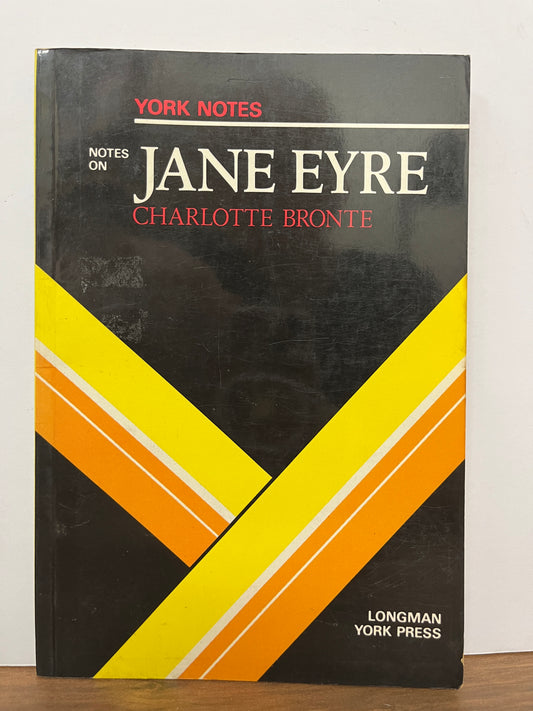 YORK NOTES
NOTES
ON
JANE EYRE
CHARLOTTE BRONTE
LONGMAN
YORK PRESS